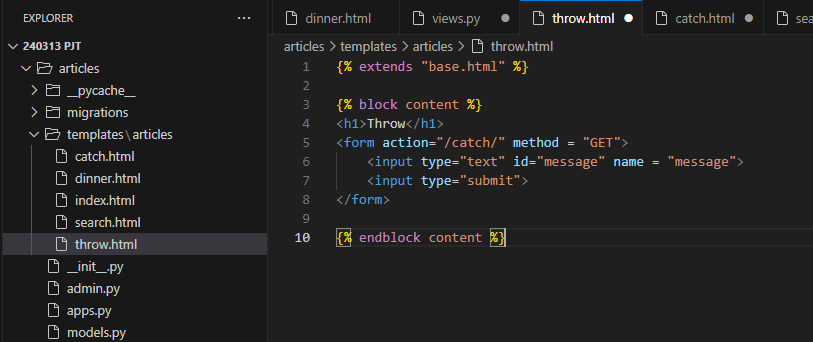 EXPLORER ...
240313 PJT
articles
__pycache__
migrations
templates\articles
catch.html
dinner.html
index.html
search.html
throw.html
__init__.py
admin.py
apps.py
models.py
dinner.html views.py throw.html catch.html sea
articles > templates > articles > throw.html
1 {% extends "base.html" %}
2
3 {% block content %}
4 <h1>Throw</h1>
5 <form action="/catch/" method = "GET">
6 <input type="text" id="message" name = "message">
7 <input type="submit">
8 </form>
9
10 {% endblock content %}